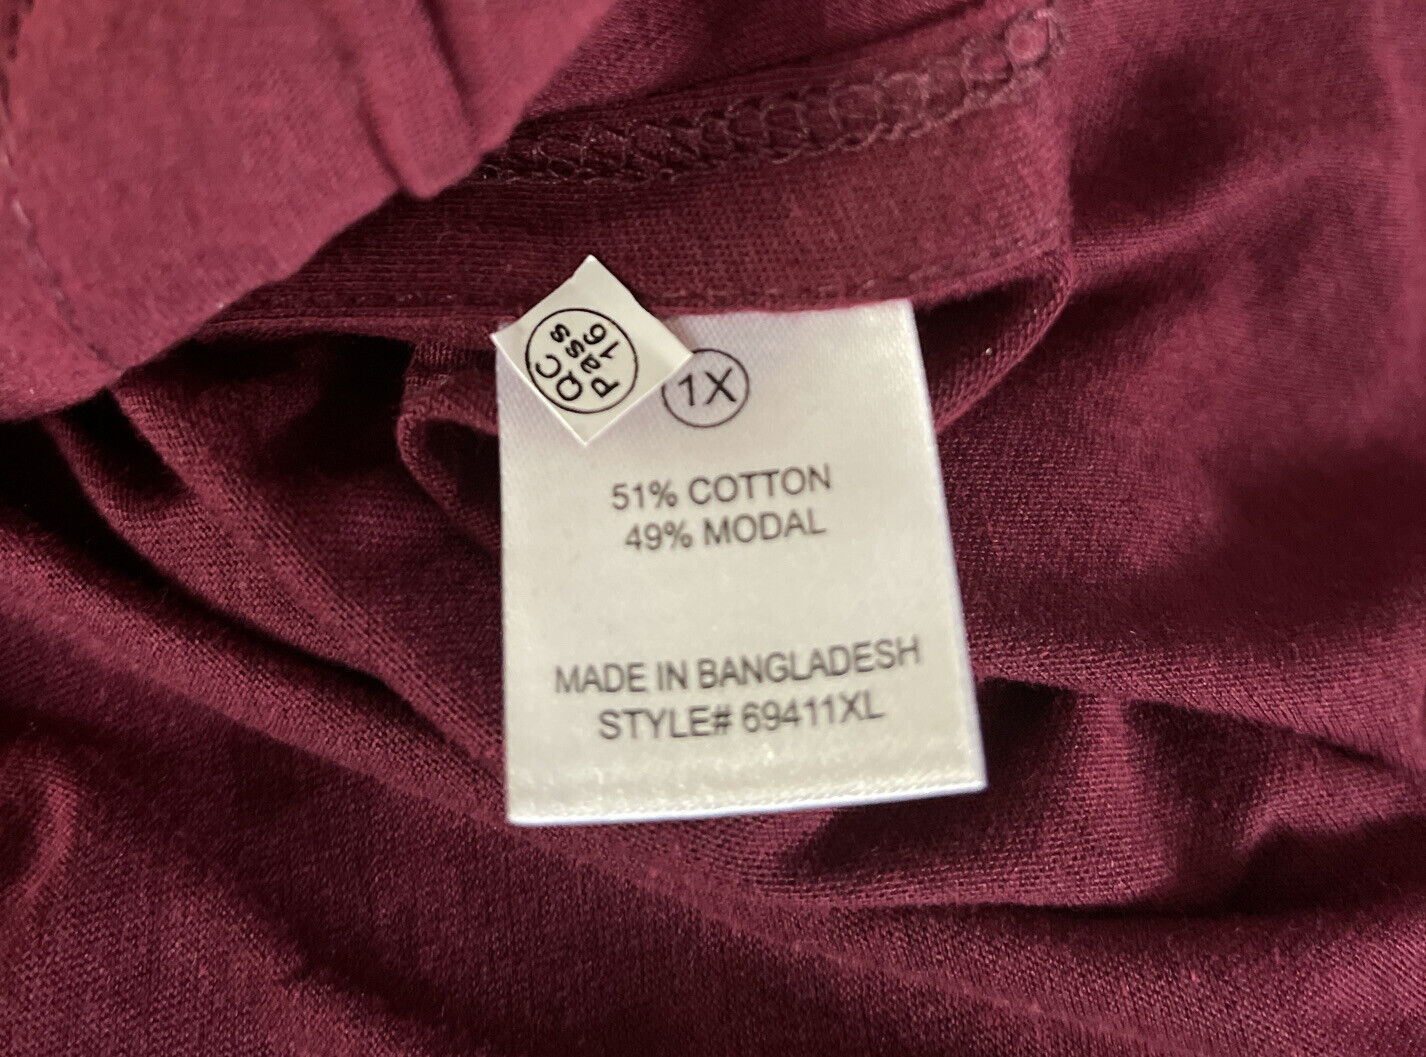 QC s
Pass
16
1X
51% COTTON
49% MODAL
MADE IN BANGLADESH
STYLE# 69411XL